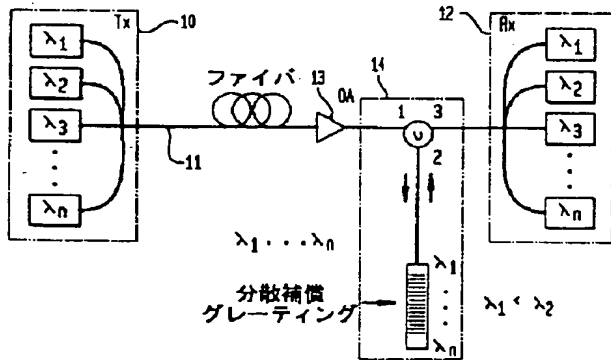 Tx
10
λ1
λ2
λ3
λn
11
ファイバ
13
OA
14
1
3
2
12
Rx
λ1
λ2
λ3
λn
λ1 · · · λn
λ1
λn
分散補償
グレーティング
λ1 < λ2